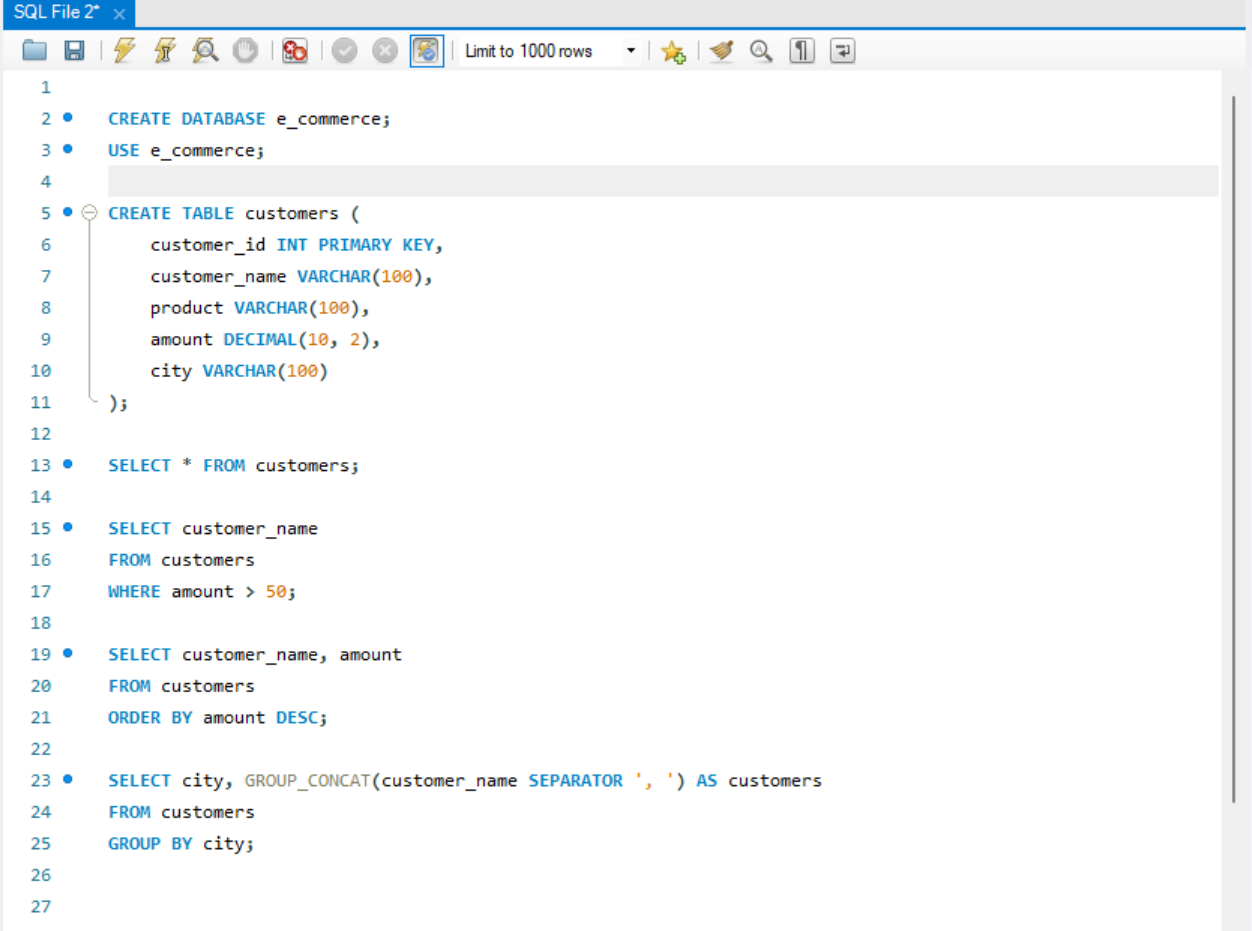 SQL File 2* ×
Limit to 1000 rows
1
2 CREATE DATABASE e_commerce;
3 USE e_commerce;
4
5 CREATE TABLE customers (
6     customer_id INT PRIMARY KEY,
7     customer_name VARCHAR(100),
8     product VARCHAR(100),
9     amount DECIMAL(10, 2),
10     city VARCHAR(100)
11 );
12
13 SELECT * FROM customers;
14
15 SELECT customer_name
16 FROM customers
17 WHERE amount > 50;
18
19 SELECT customer_name, amount
20 FROM customers
21 ORDER BY amount DESC;
22
23 SELECT city, GROUP_CONCAT(customer_name SEPARATOR ', ') AS customers
24 FROM customers
25 GROUP BY city;
26
27